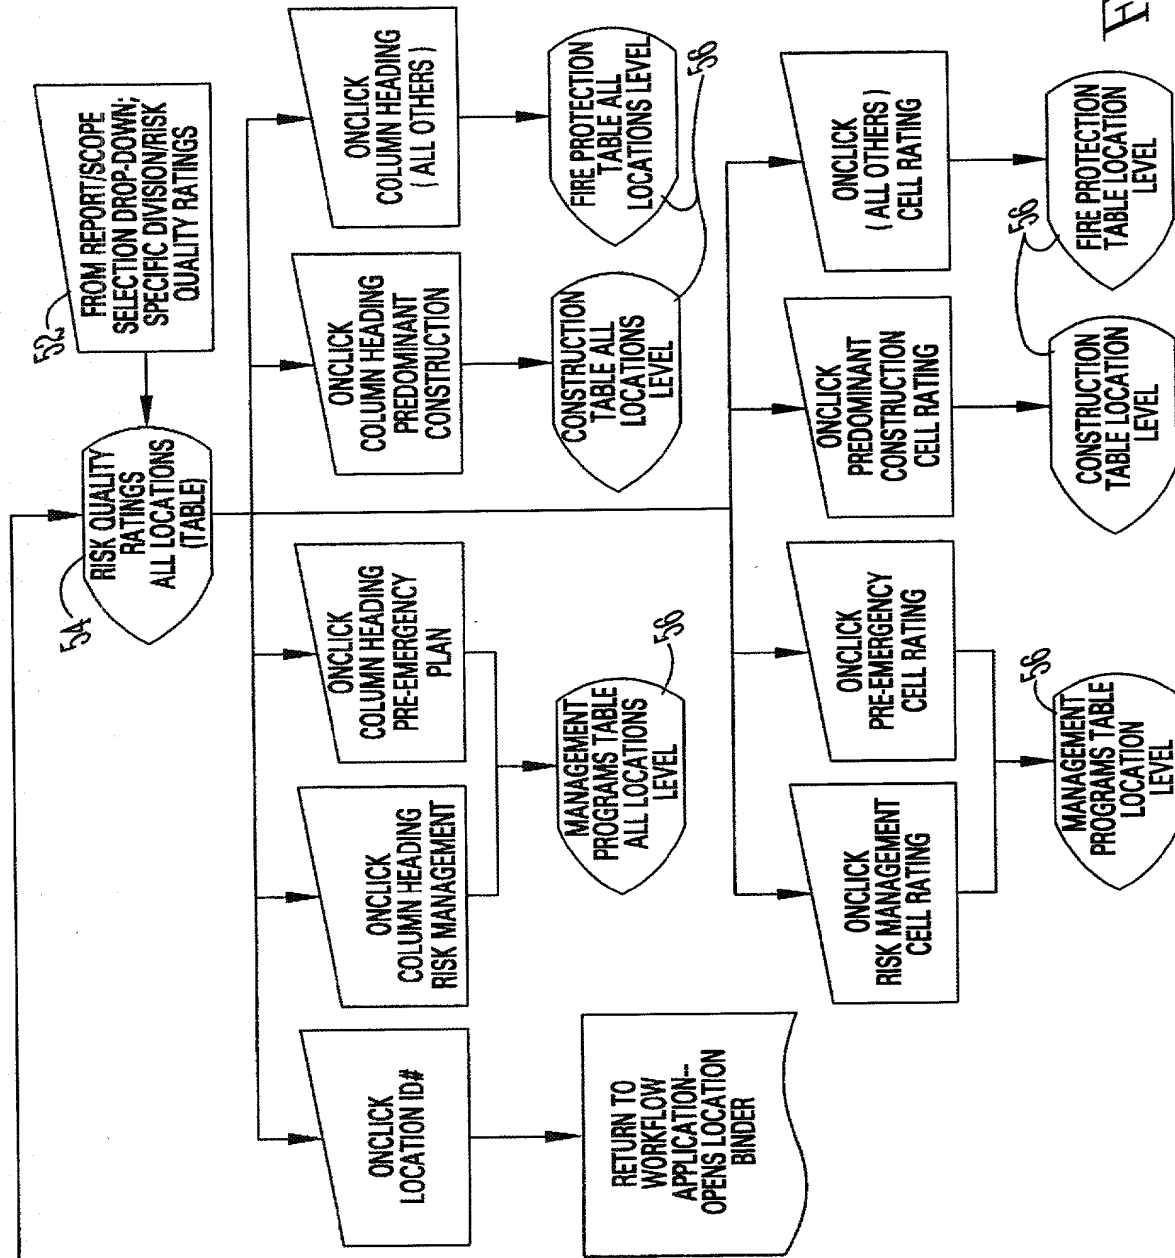 52
FROM REPORT/SCOPE
SELECTION DROP-DOWN;
SPECIFIC DIVISION/RISK
QUALITY RATINGS
54
RISK QUALITY
RATINGS
ALL LOCATIONS
(TABLE)
ONCLICK
LOCATION ID#
ONCLICK
COLUMN HEADING
RISK MANAGEMENT
ONCLICK
COLUMN HEADING
PRE-EMERGENCY
PLAN
ONCLICK
COLUMN HEADING
PREDOMINANT
CONSTRUCTION
ONCLICK
COLUMN HEADING
( ALL OTHERS )
RETURN TO
WORKFLOW
APPLICATION--
OPENS LOCATION
BINDER
MANAGEMENT
PROGRAMS TABLE
ALL LOCATIONS
LEVEL
56
CONSTRUCTION
TABLE ALL
LOCATIONS
LEVEL
FIRE PROTECTION
TABLE ALL
LOCATIONS LEVEL
56
ONCLICK
RISK MANAGEMENT
CELL RATING
ONCLICK
PRE-EMERGENCY
CELL RATING
ONCLICK
PREDOMINANT
CONSTRUCTION
CELL RATING
ONCLICK
( ALL OTHERS )
CELL RATING
MANAGEMENT
PROGRAMS TABLE
LOCATION
LEVEL
56
CONSTRUCTION
TABLE LOCATION
LEVEL
56
FIRE PROTECTION
TABLE LOCATION
LEVEL